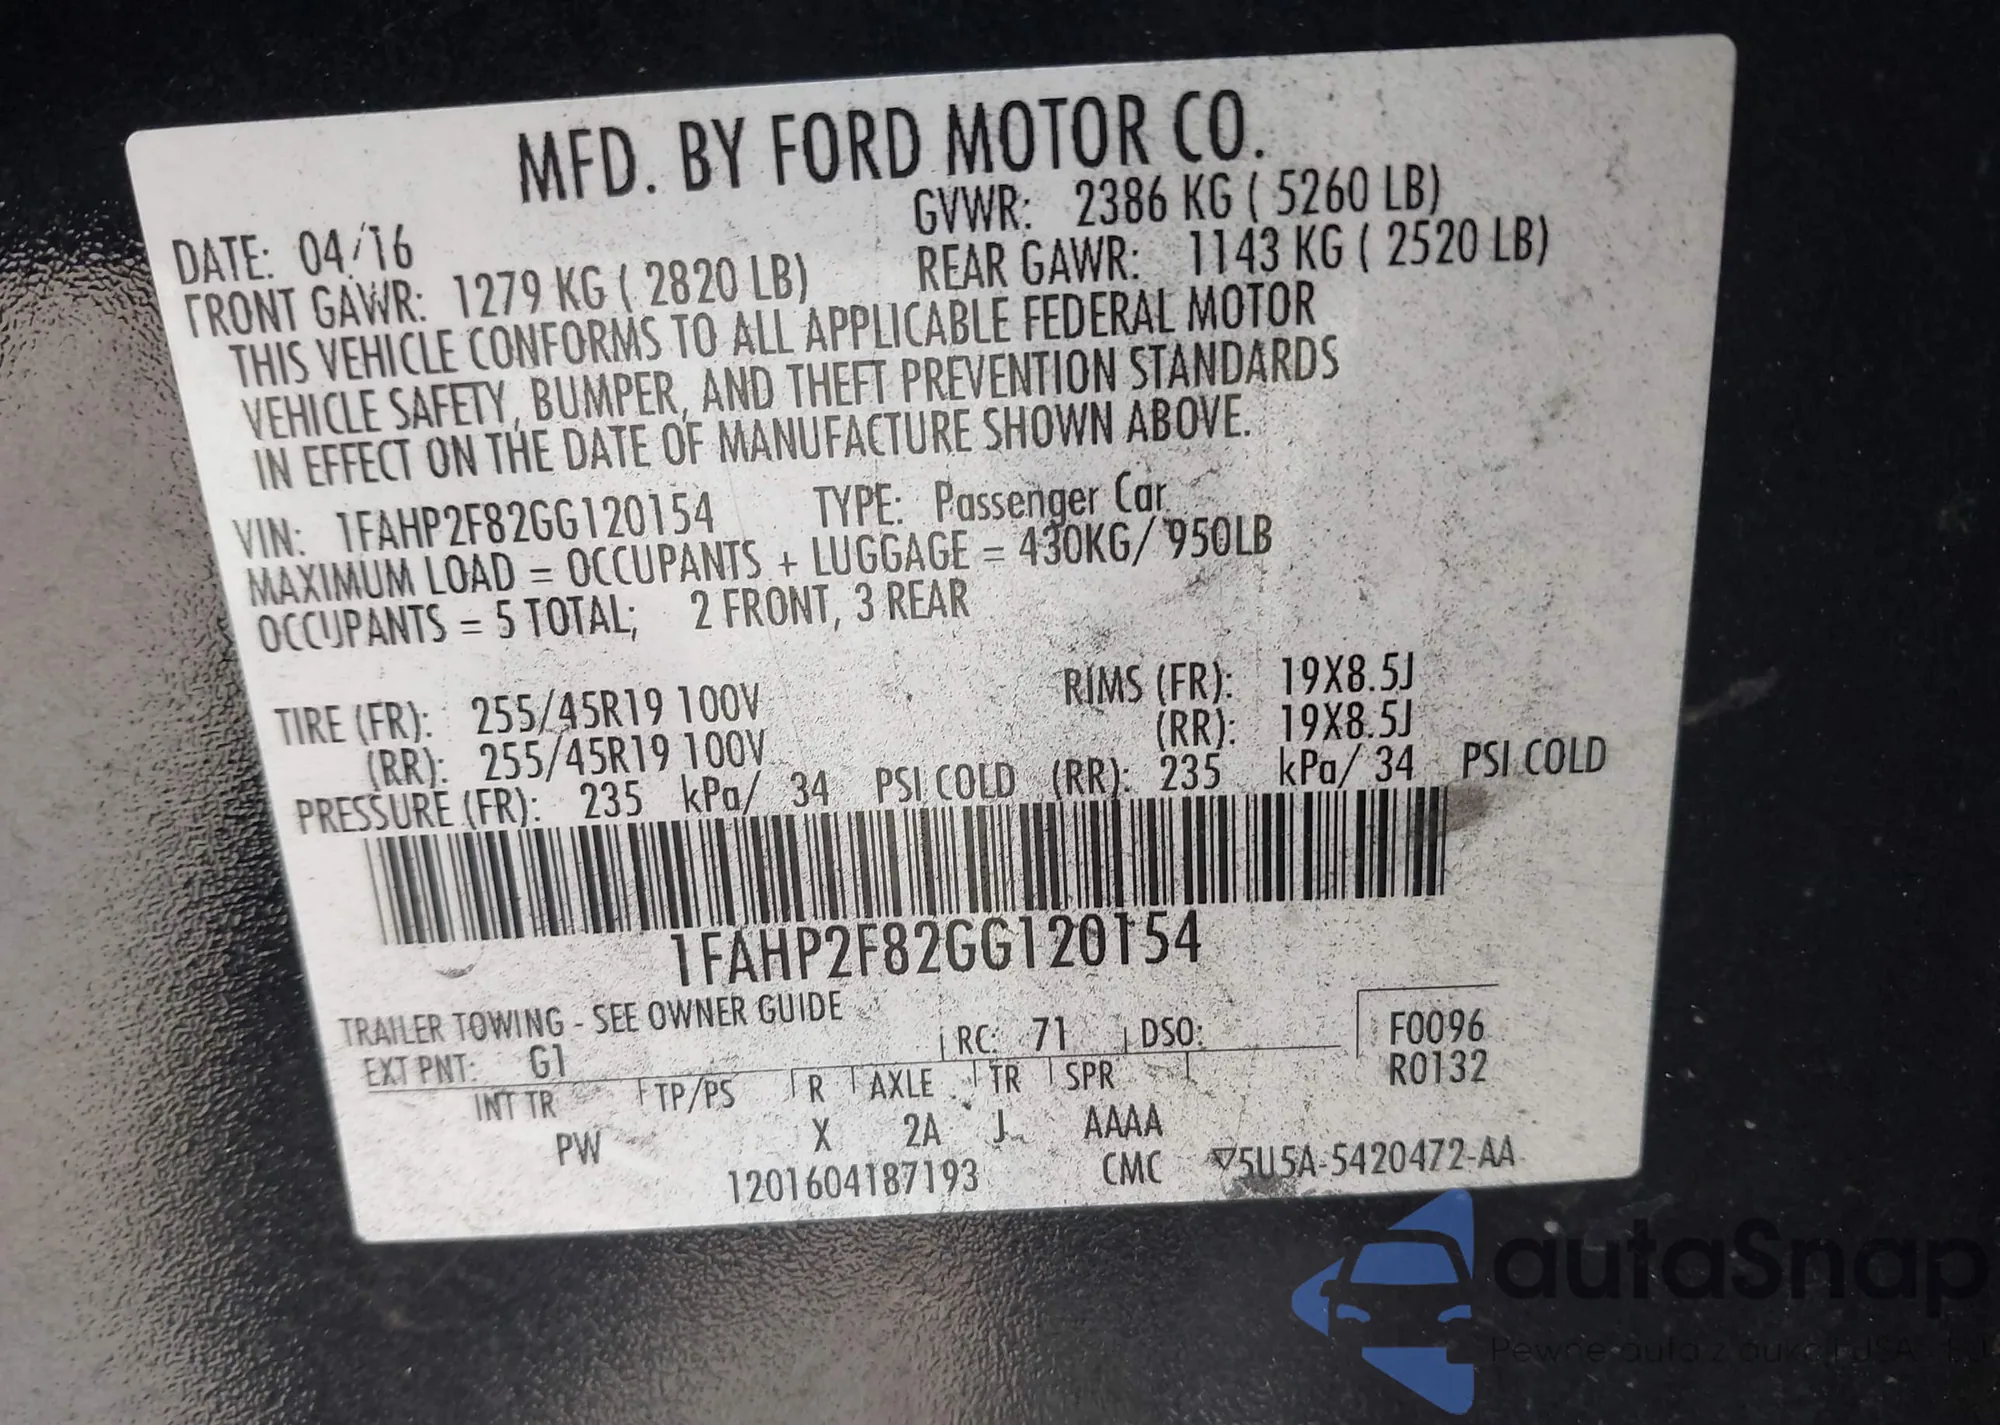 MFD. BY FORD MOTOR CO.
DATE: 04/16 GVWR: 2386 KG ( 5260 LB)
FRONT GAWR: 1279 KG ( 2820 LB) REAR GAWR: 1143 KG ( 2520 LB)
THIS VEHICLE CONFORMS TO ALL APPLICABLE FEDERAL MOTOR
VEHICLE SAFETY, BUMPER, AND THEFT PREVENTION STANDARDS
IN EFFECT ON THE DATE OF MANUFACTURE SHOWN ABOVE.
VIN: 1FAHP2F82GG120154 TYPE: Passenger Car
MAXIMUM LOAD = OCCUPANTS + LUGGAGE = 430KG/ 950LB
OCCUPANTS = 5 TOTAL; 2 FRONT, 3 REAR
TIRE (FR): 255/45R19 100V RIMS (FR): 19X8.5J
(RR): 255/45R19 100V (RR): 19X8.5J
PRESSURE (FR): 235 kPa/ 34 PSI COLD (RR): 235 kPa/ 34 PSI COLD
1FAHP2F82GG120154
TRAILER TOWING - SEE OWNER GUIDE
EXT PNT: G1 RC: 71 DSO: F0096
INT TR TP/PS R AXLE TR SPR R0132
PW X 2A J AAAA
1201604187193 CMC ▽5U5A-5420472-AA
autaSnap
Pewne auta z aukcji USA